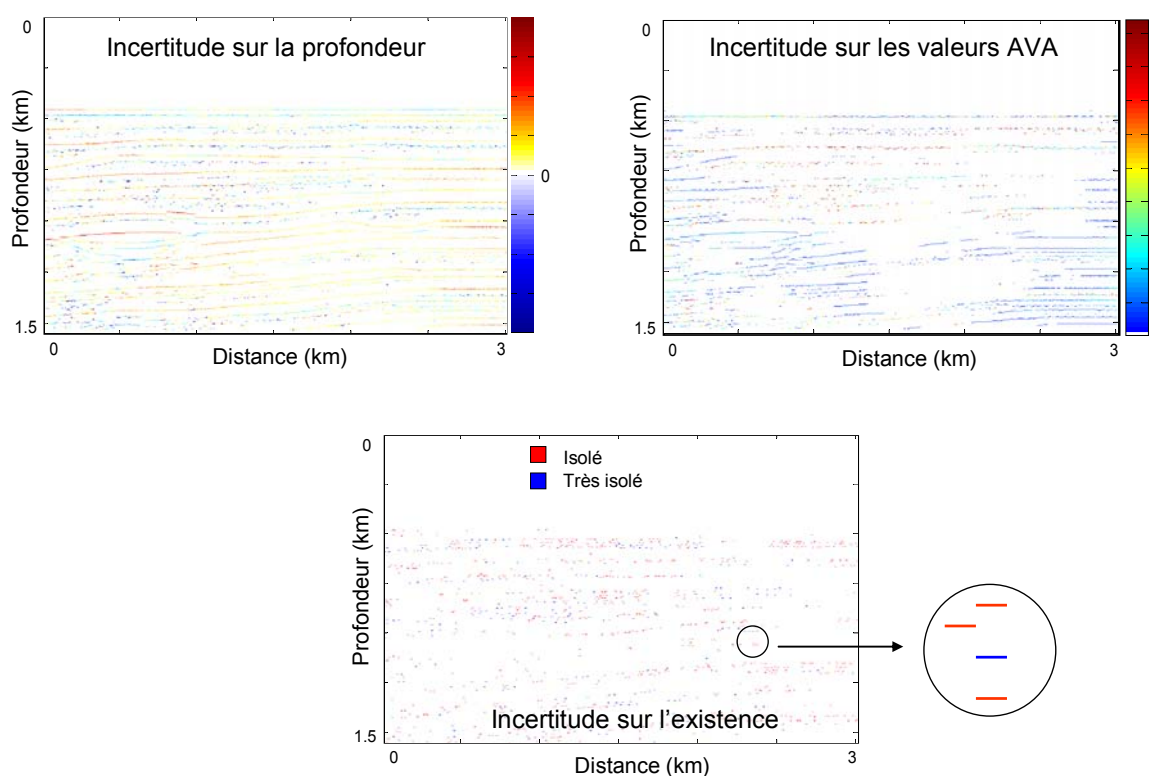 0
Incertitude sur la profondeur
Profondeur (km)
0
1.5
0
3
Distance (km)
0
Incertitude sur les valeurs AVA
Profondeur (km)
1.5
0
3
Distance (km)
0
Isolé
Très isolé
Profondeur (km)
Incertitude sur l'existence
1.5
0
3
Distance (km)